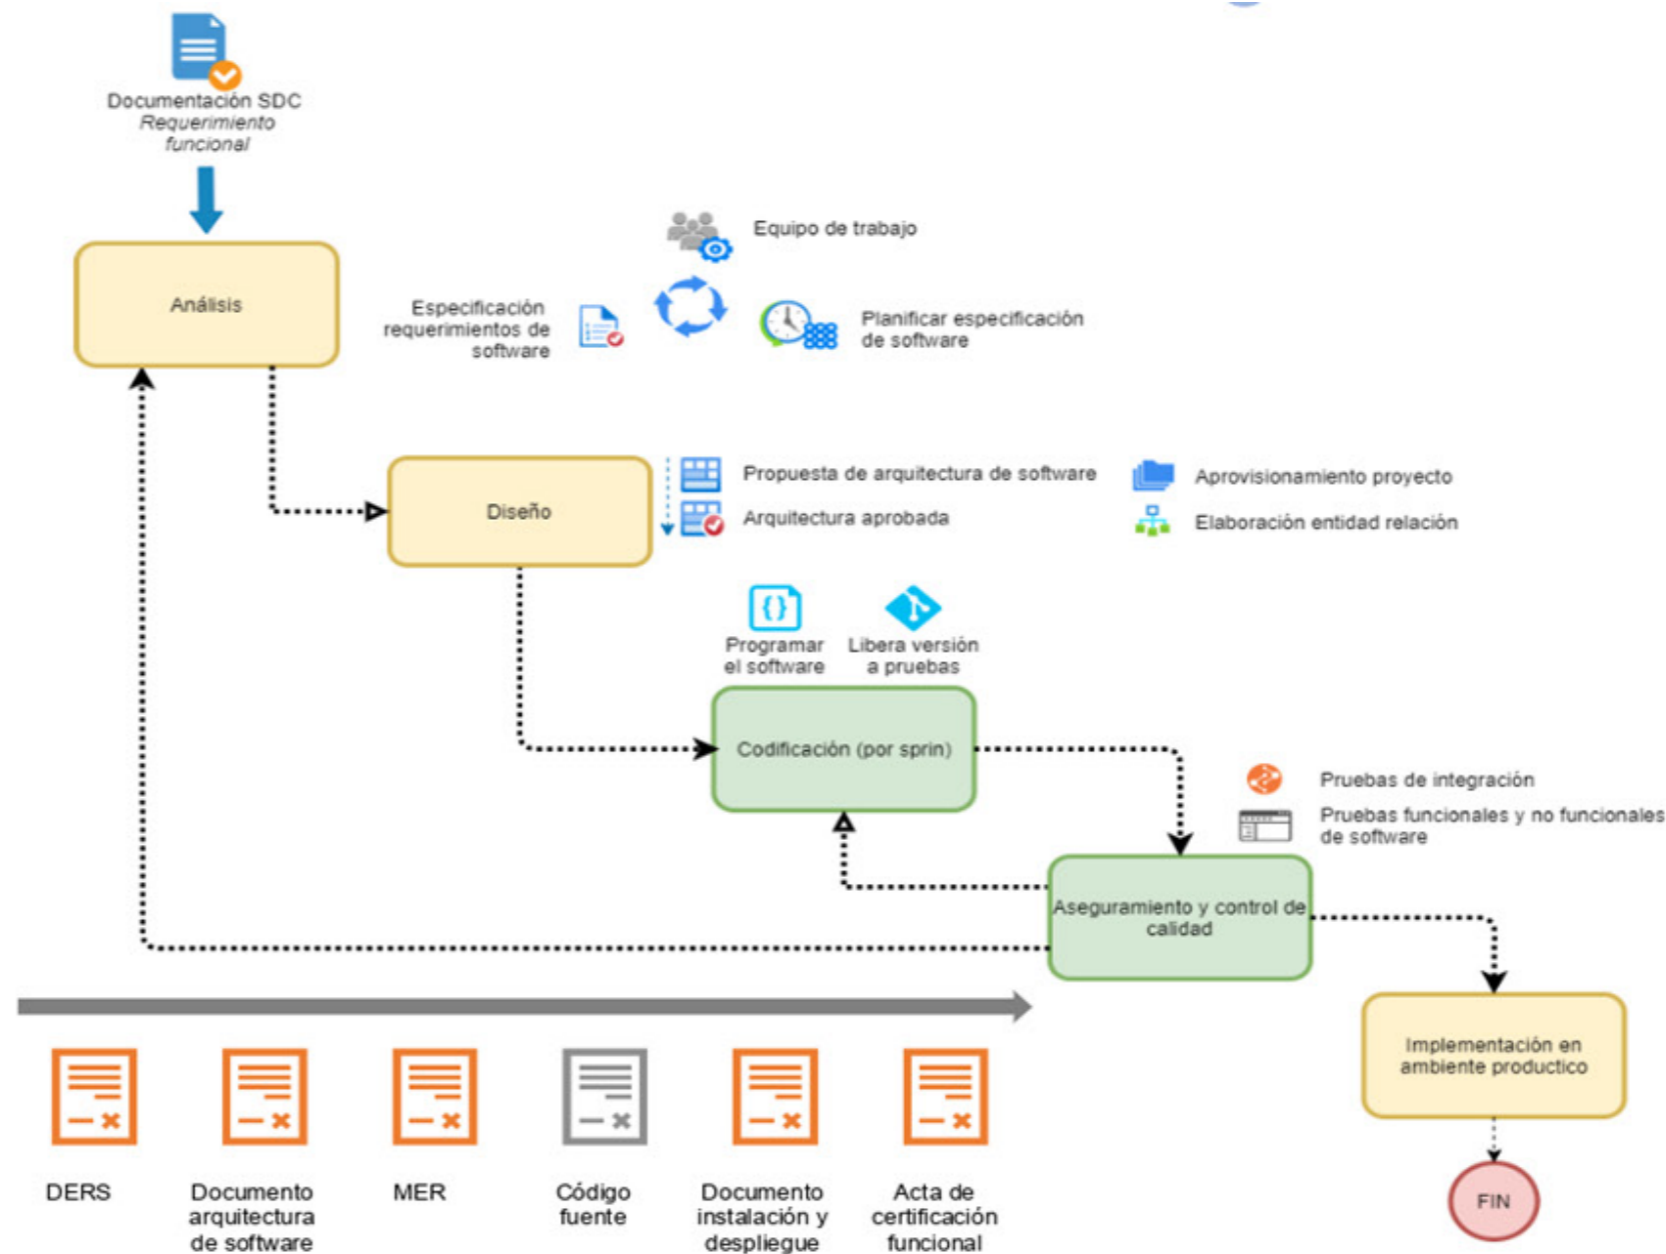 Documentación SDC
Requerimiento
funcional
Análisis
Equipo de trabajo
Especificación
requerimientos de
software
Planificar especificación
de software
Diseño
Propuesta de arquitectura de software
Arquitectura aprobada
Aprovisionamiento proyecto
Elaboración entidad relación
Programar
el software
Libera versión
a pruebas
Codificación (por sprin)
Pruebas de integración
Pruebas funcionales y no funcionales
de software
Aseguramiento y control de
calidad
Implementación en
ambiente productico
FIN
DERS
Documento
arquitectura
de software
MER
Código
fuente
Documento
instalación y
despliegue
Acta de
certificación
funcional